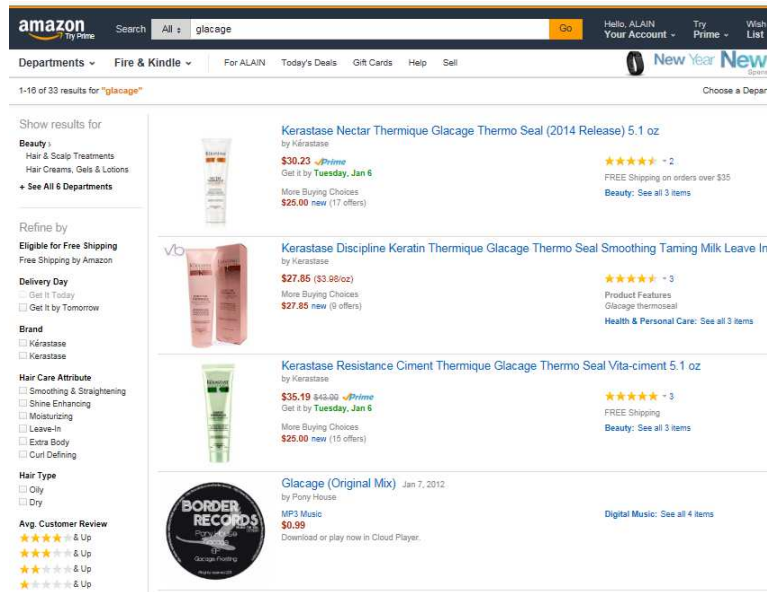 amazon
Try Prime
Search
All
glacage
Go
Hello, ALAIN
Your Account
Try
Prime
Wish
List
Departments
Fire & Kindle
For ALAIN
Today's Deals
Gift Cards
Help
Sell
New Year New
1-16 of 33 results for "glacage"
Choose a Depar
Show results for
Beauty
Hair & Scalp Treatments
Hair Creams, Gels & Lotions
+ See All 6 Departments
Refine by
Eligible for Free Shipping
Free Shipping by Amazon
Delivery Day
Get It Today
Get It by Tomorrow
Brand
Kérastase
Kerastase
Hair Care Attribute
Smoothing & Straightening
Shine Enhancing
Moisturizing
Leave-In
Extra Body
Curl Defining
Hair Type
Oily
Dry
Avg. Customer Review
& Up
& Up
& Up
& Up
Kerastase Nectar Thermique Glacage Thermo Seal (2014 Release) 5.1 oz
by Kérastase
$30.23 Prime
Get it by Tuesday, Jan 6
More Buying Choices
$25.00 new (17 offers)
2
FREE Shipping on orders over $35
Beauty: See all 3 items
Kerastase Discipline Keratin Thermique Glacage Thermo Seal Smoothing Taming Milk Leave In
by Kerastase
$27.85 ($3.98/oz)
More Buying Choices
$27.85 new (9 offers)
3
Product Features
Glacage thermoseal
Health & Personal Care: See all 3 items
Kerastase Resistance Ciment Thermique Glacage Thermo Seal Vita-ciment 5.1 oz
by Kerastase
$35.19 $43.00 Prime
Get it by Tuesday, Jan 6
More Buying Choices
$25.00 new (15 offers)
3
FREE Shipping
Beauty: See all 3 items
BORDER
RECORDS
Glacage (Original Mix) Jan 7, 2012
by Pony House
MP3 Music
$0.99
Download or play now in Cloud Player.
Digital Music: See all 4 items